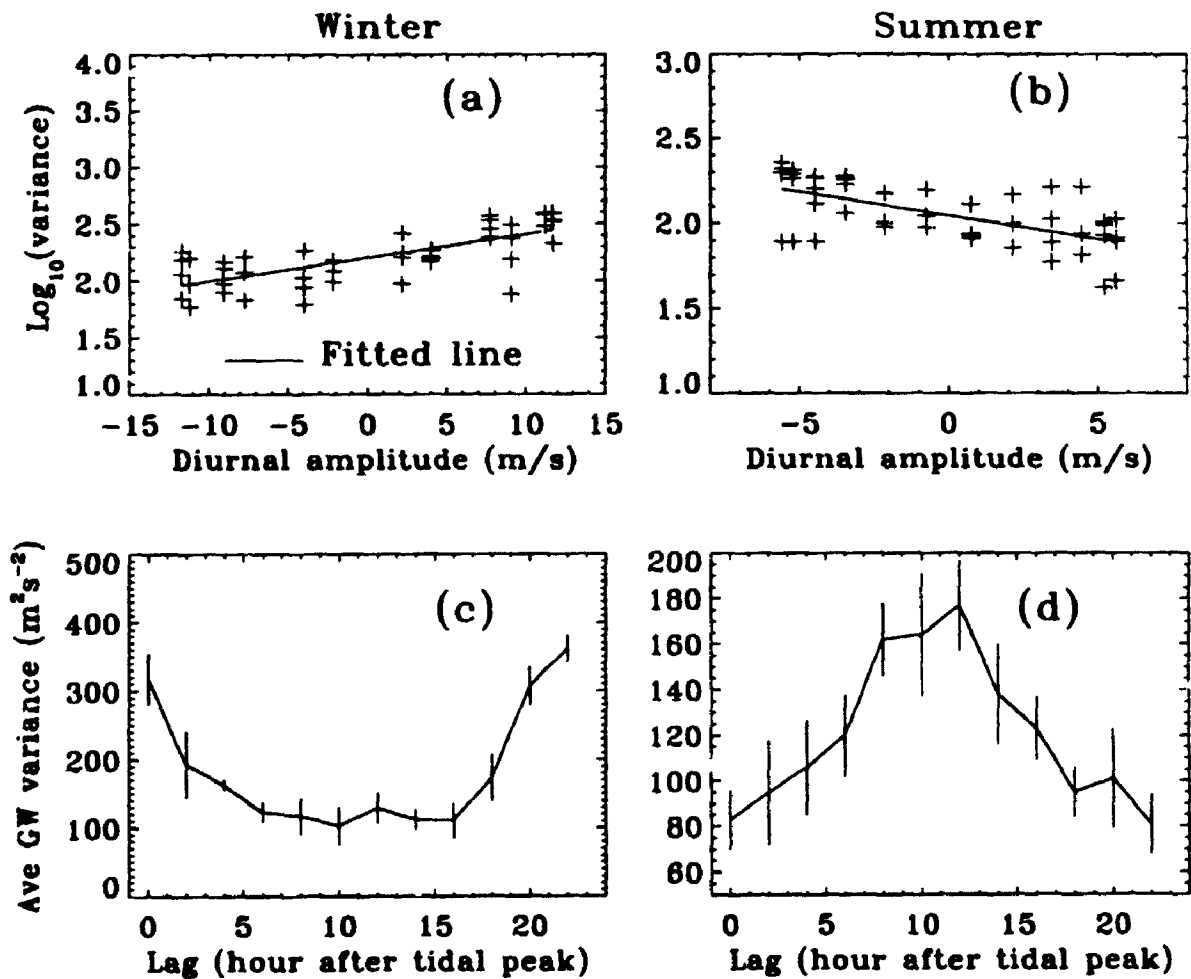 Winter
Summer
(a)
(b)
Log10(variance)
4.0
3.5
3.0
2.5
2.0
1.5
1.0
3.0
2.5
2.0
1.5
1.0
Fitted line
−15 −10 −5 0 5 10 15
−5 0 5
Diurnal amplitude (m/s)
Diurnal amplitude (m/s)
(c)
(d)
Ave GW variance (m²s⁻²)
500
400
300
200
100
0
200
180
160
140
120
100
80
60
0 5 10 15 20
0 5 10 15 20
Lag (hour after tidal peak)
Lag (hour after tidal peak)